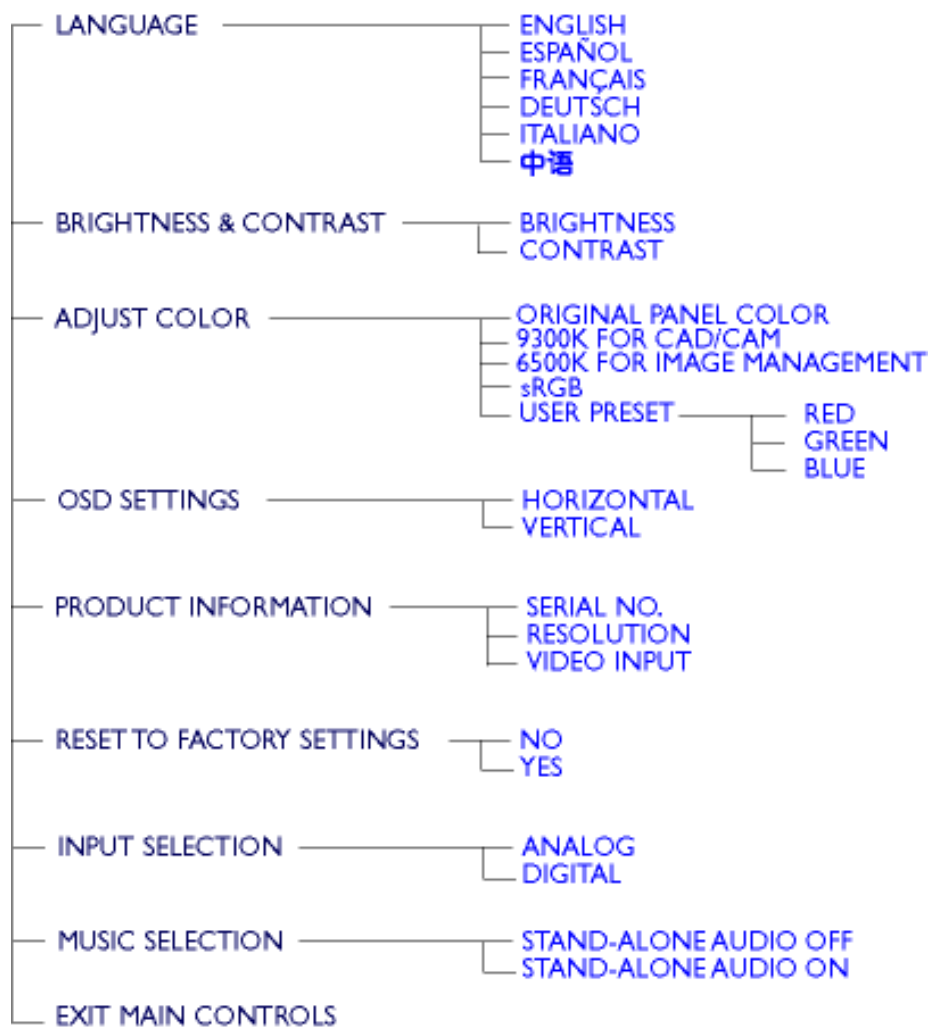 LANGUAGE
ENGLISH
ESPAÑOL
FRANÇAIS
DEUTSCH
ITALIANO
中语
BRIGHTNESS & CONTRAST
BRIGHTNESS
CONTRAST
ADJUST COLOR
ORIGINAL PANEL COLOR
9300K FOR CAD/CAM
6500K FOR IMAGE MANAGEMENT
sRGB
USER PRESET
RED
GREEN
BLUE
OSD SETTINGS
HORIZONTAL
VERTICAL
PRODUCT INFORMATION
SERIAL NO.
RESOLUTION
VIDEO INPUT
RESET TO FACTORY SETTINGS
NO
YES
INPUT SELECTION
ANALOG
DIGITAL
MUSIC SELECTION
STAND-ALONE AUDIO OFF
STAND-ALONE AUDIO ON
EXIT MAIN CONTROLS